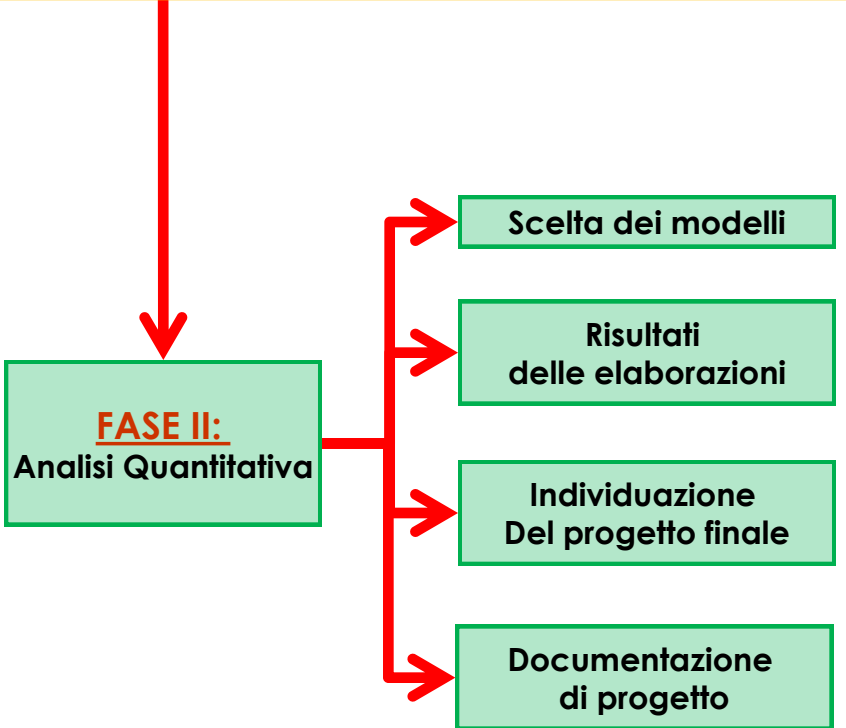 Scelta dei modelli
Risultati
delle elaborazioni
FASE II:
Analisi Quantitativa
Individuazione
Del progetto finale
Documentazione
di progetto